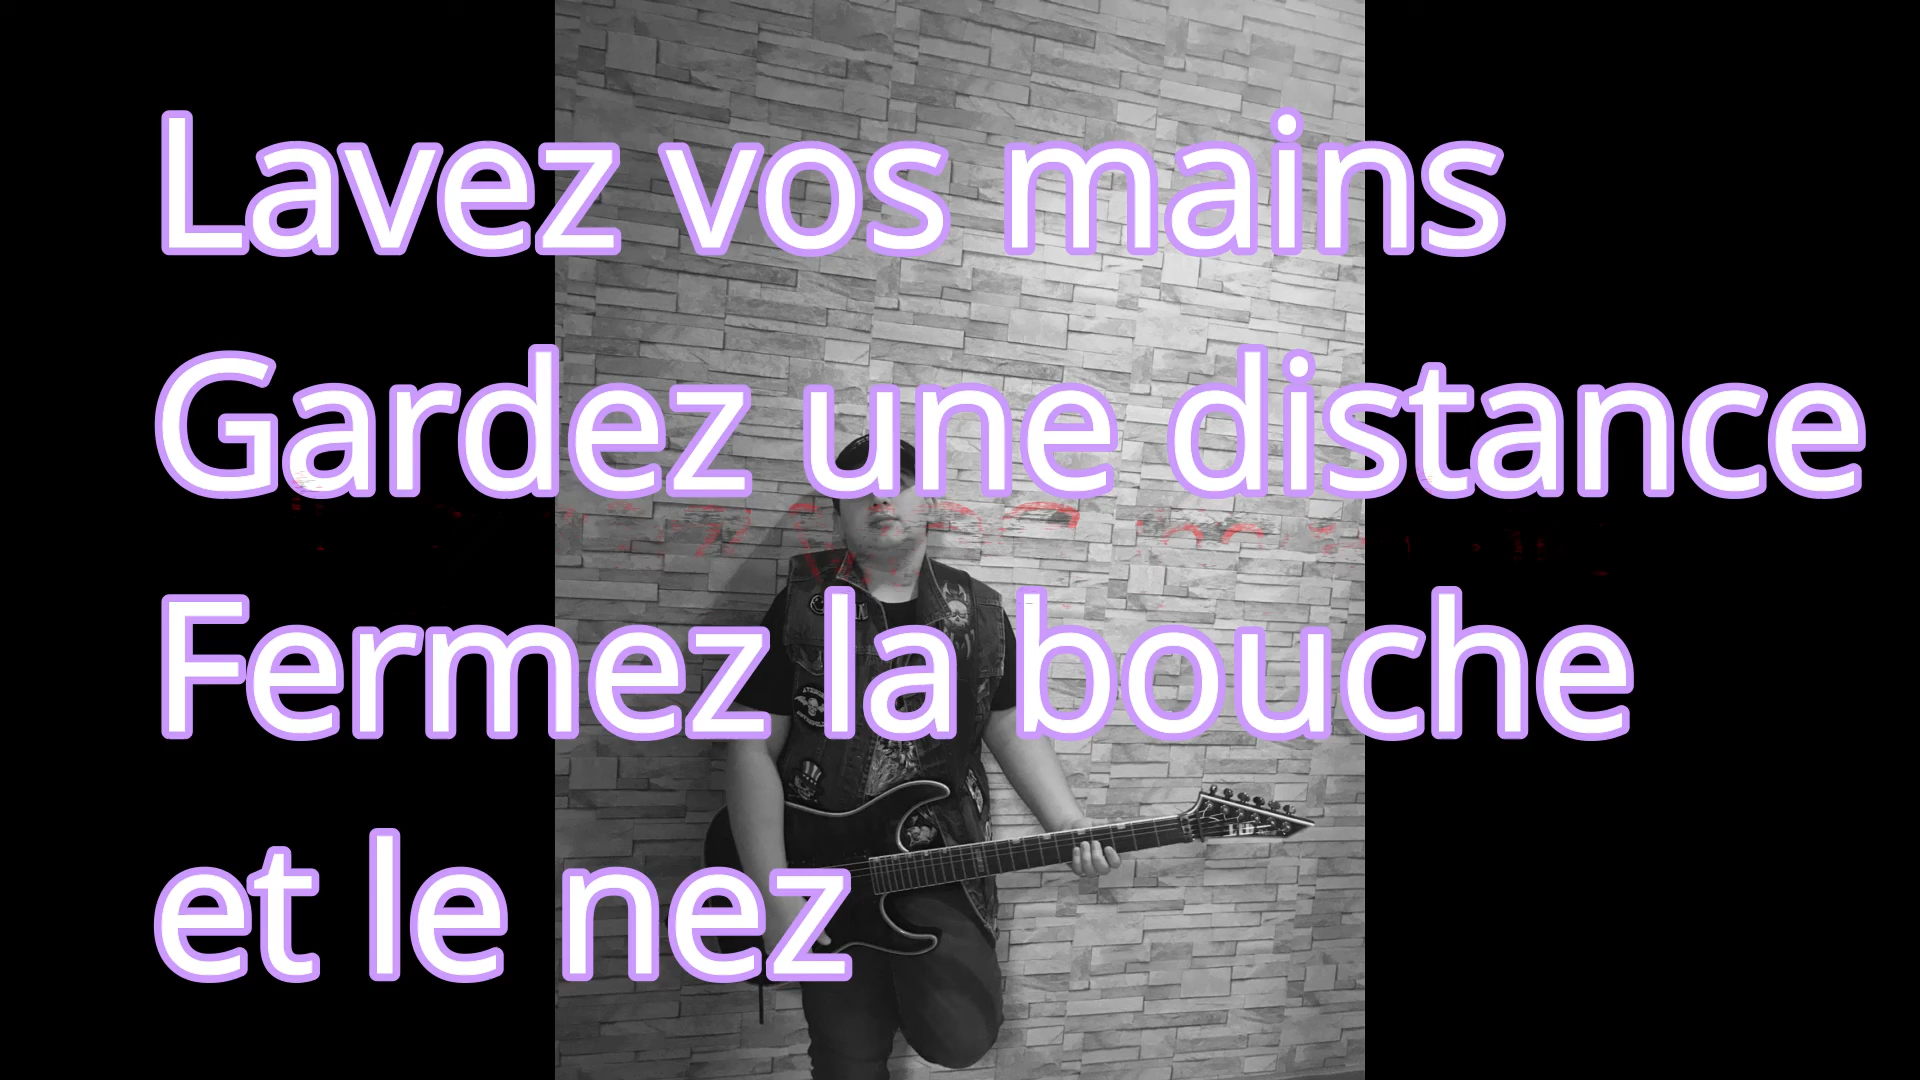 Lavez vos mains
Gardez une distance
Fermez la bouche
et le nez